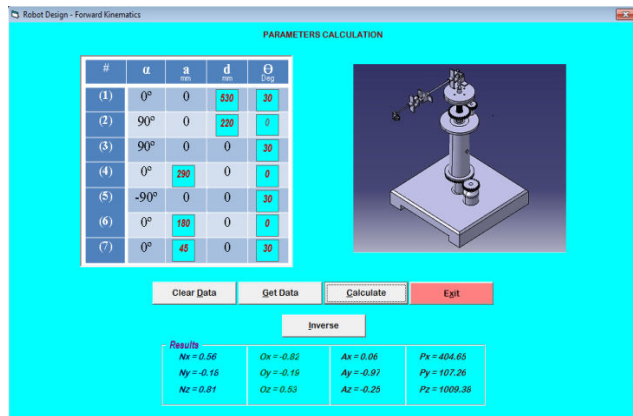 Robot Design - Forward Kinematics
PARAMETERS CALCULATION
# α a mm d mm Θ Deg
(1) 0° 0 530 30
(2) 90° 0 220 0
(3) 90° 0 0 30
(4) 0° 290 0 0
(5) -90° 0 0 30
(6) 0° 180 0 0
(7) 0° 45 0 30
Clear Data Get Data Calculate Exit
Inverse
Results
Nx = 0.56 Ox = -0.82 Ax = 0.06 Px = 404.65
Ny = -0.18 Oy = -0.19 Ay = -0.97 Py = 107.26
Nz = 0.81 Oz = 0.53 Az = -0.25 Pz = 1009.38